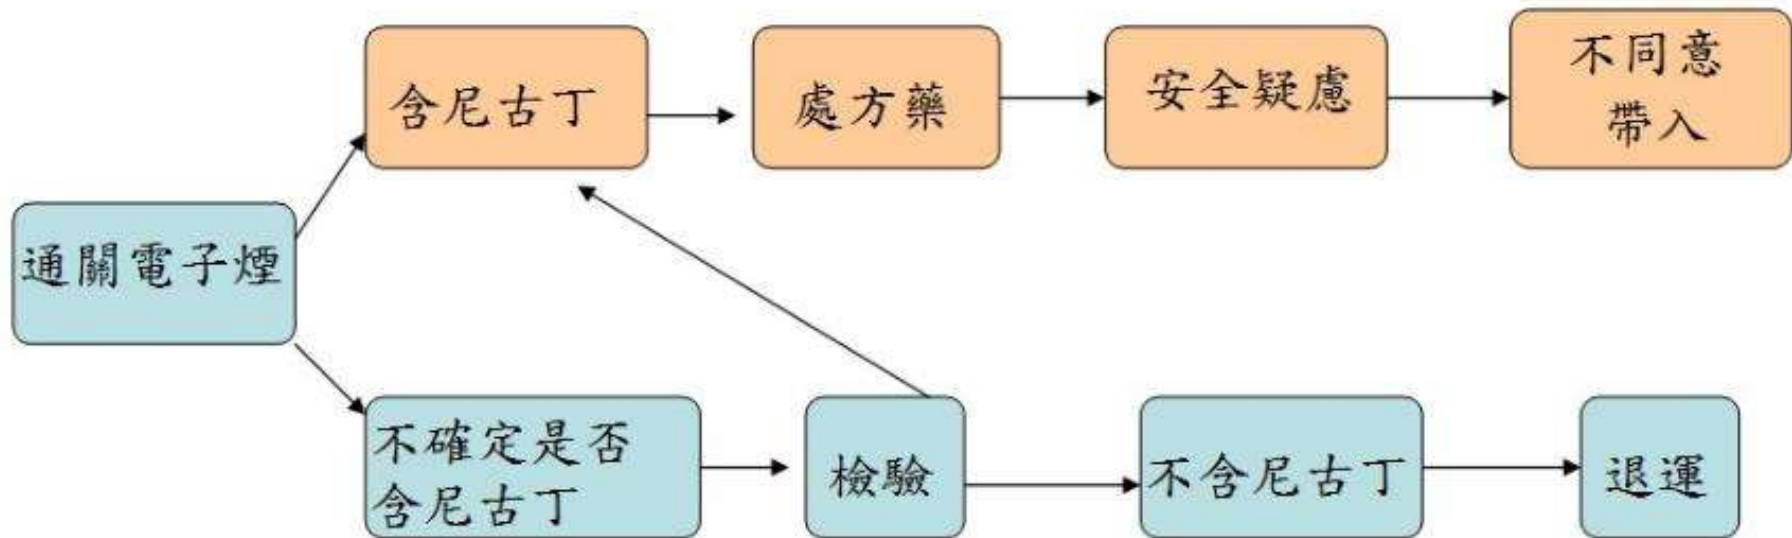 含尼古丁
處方藥
安全疑慮
不同意
帶入
通關電子煙
不確定是否
含尼古丁
檢驗
不含尼古丁
退運